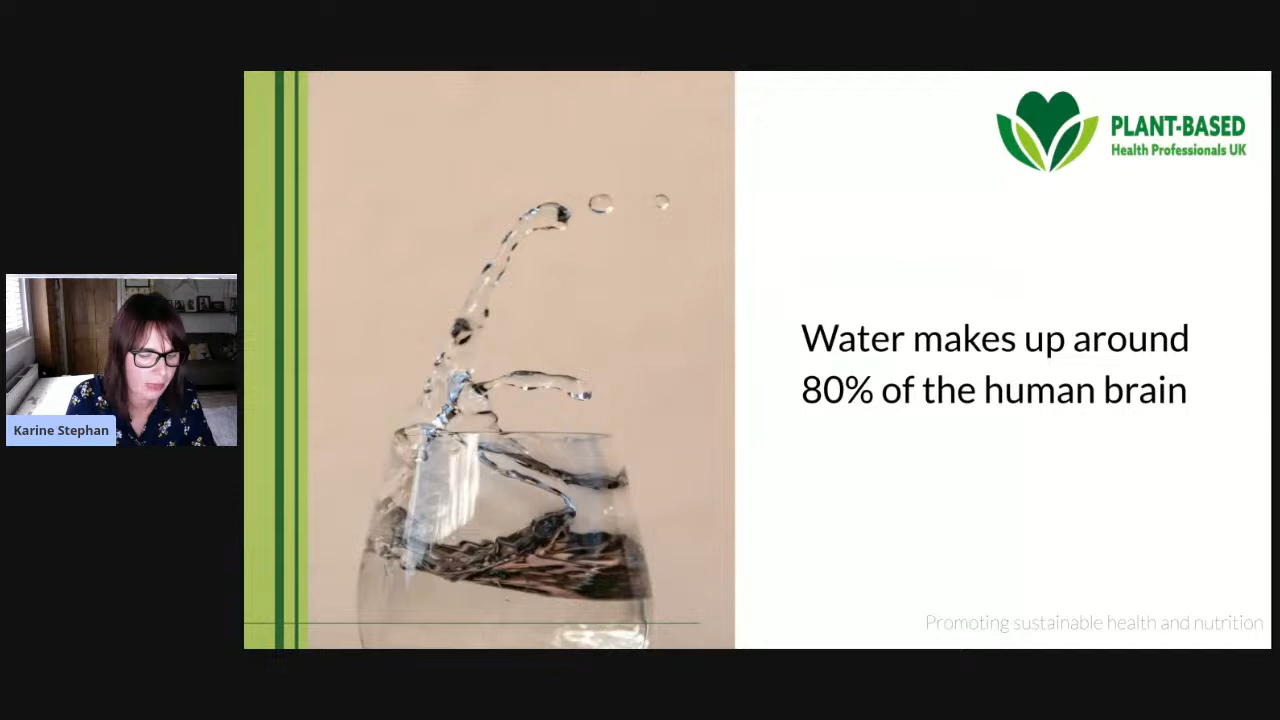 PLANT-BASED
Health Professionals UK
Water makes up around
80% of the human brain
Karine Stephan
Promoting sustainable health and nutrition